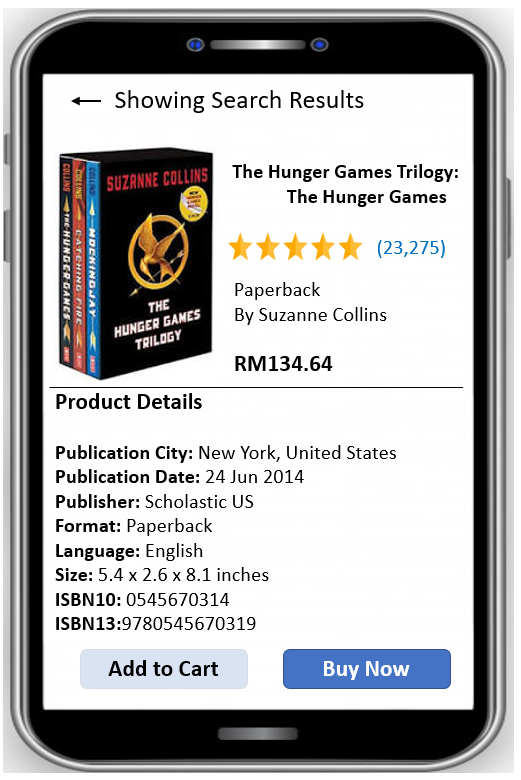 ← Showing Search Results
COLLINS
THE HUNGER GAMES
COLLINS
CATCHING FIRE
COLLINS
MOCKINGJAY
SUZANNE COLLINS
THE
HUNGER GAMES
TRILOGY
The Hunger Games Trilogy:
The Hunger Games
(23,275)
Paperback
By Suzanne Collins
RM134.64
Product Details
Publication City: New York, United States
Publication Date: 24 Jun 2014
Publisher: Scholastic US
Format: Paperback
Language: English
Size: 5.4 x 2.6 x 8.1 inches
ISBN10: 0545670314
ISBN13:9780545670319
Add to Cart
Buy Now